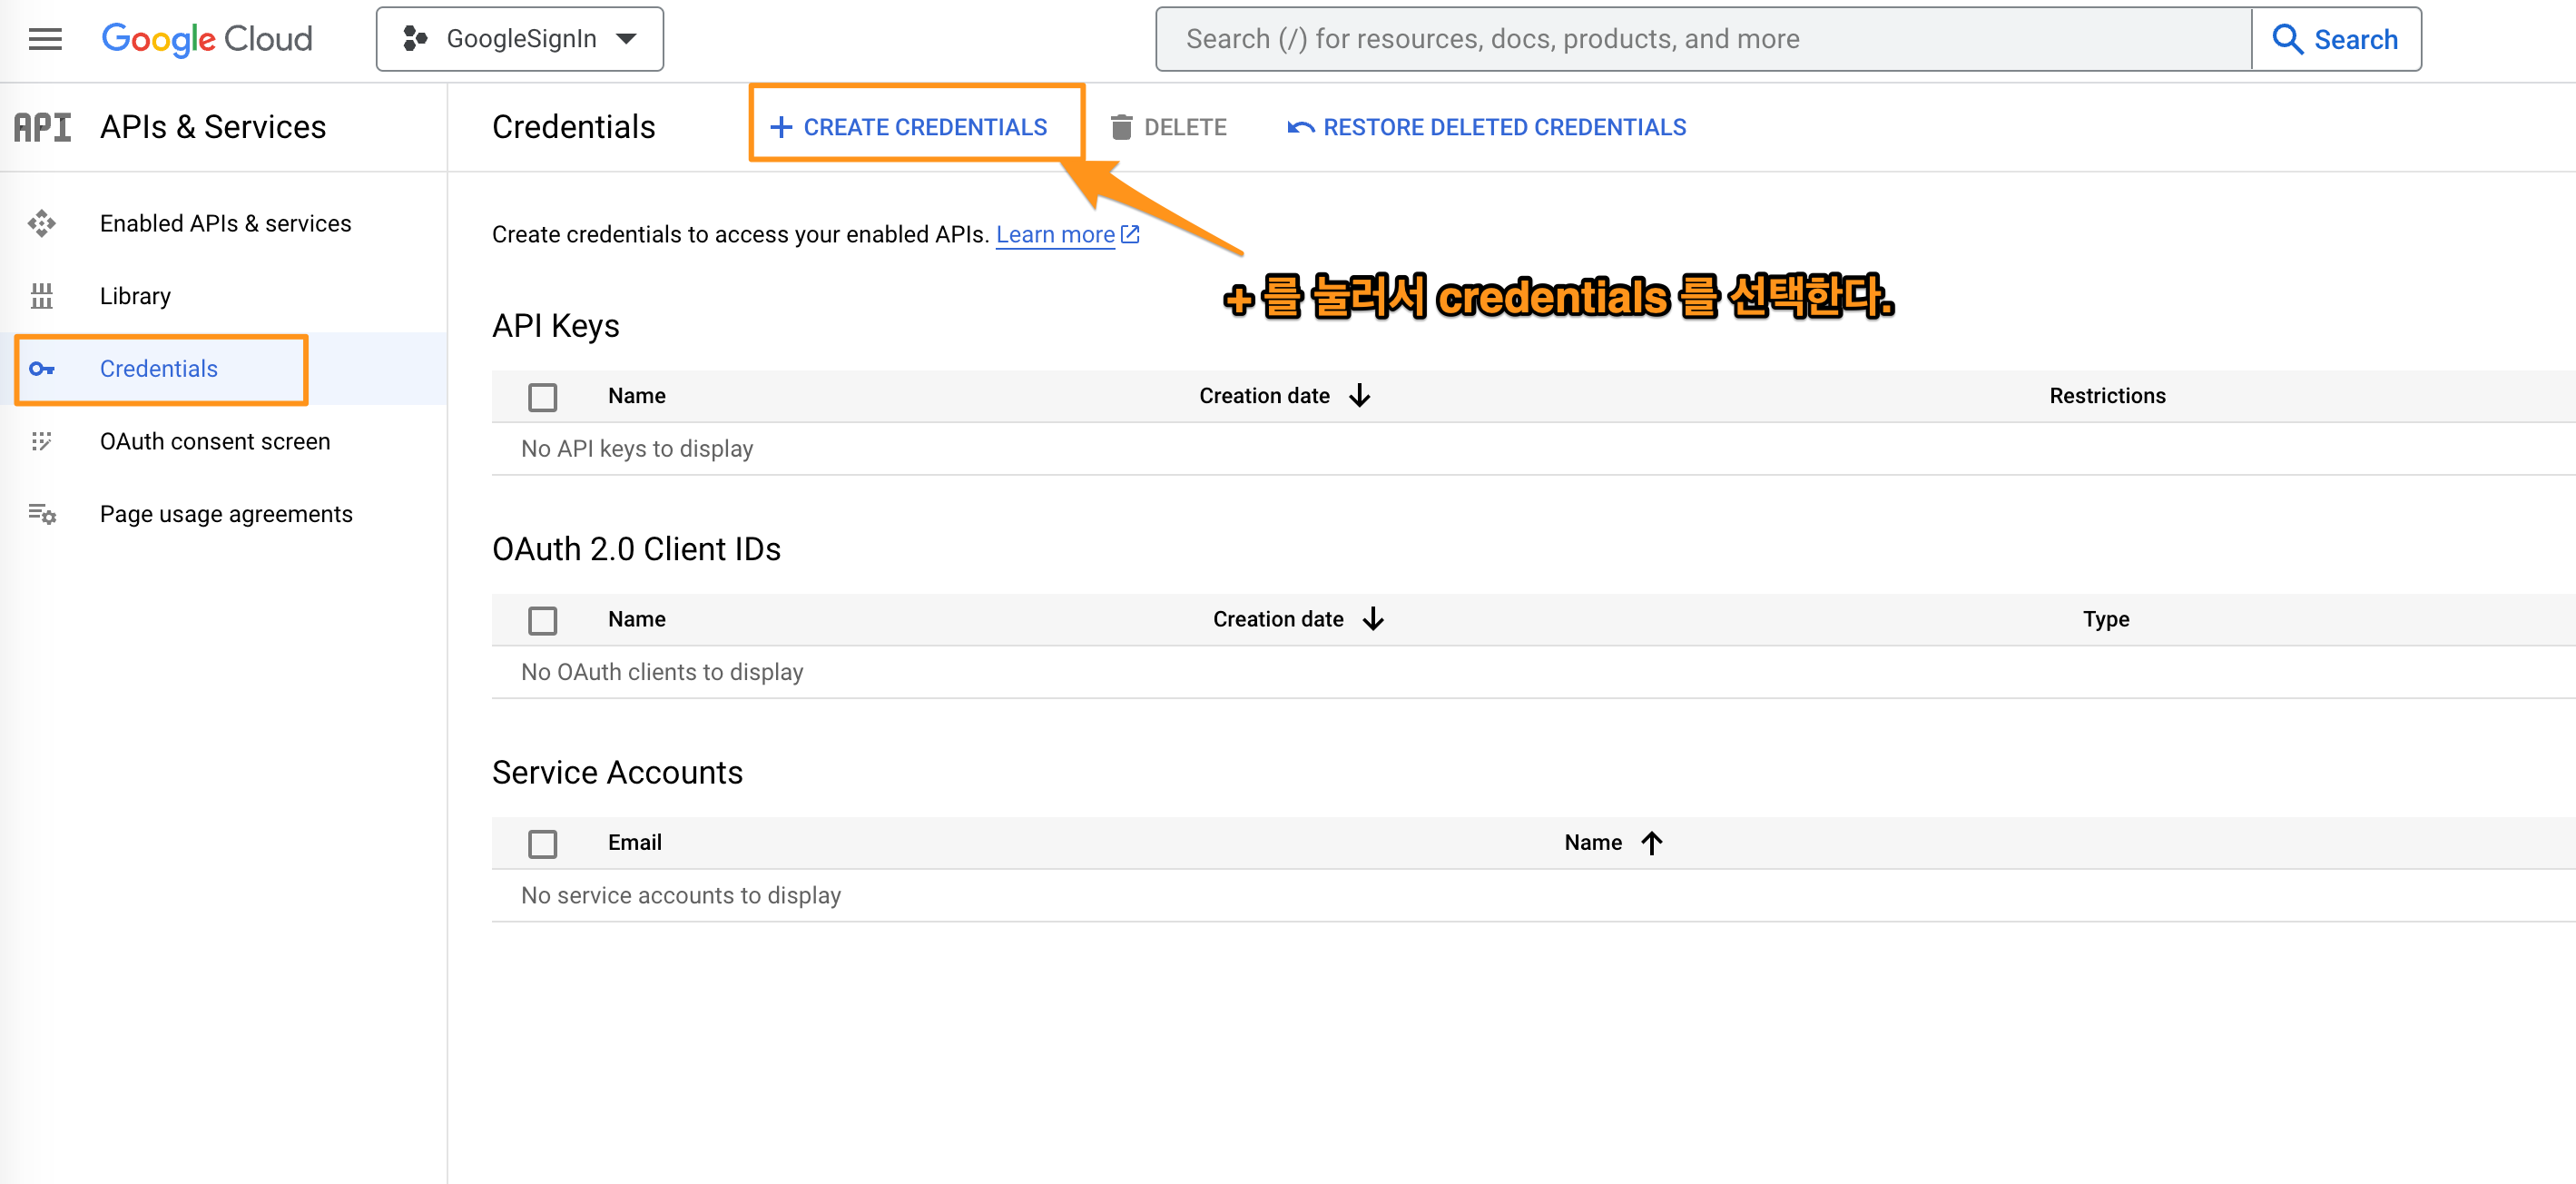 Google Cloud
GoogleSignIn
Search (/) for resources, docs, products, and more
Search
API
APIs & Services
Credentials
+ CREATE CREDENTIALS
DELETE
RESTORE DELETED CREDENTIALS
Enabled APIs & services
Library
Credentials
OAuth consent screen
Page usage agreements
Create credentials to access your enabled APIs. Learn more
+ 를 눌러서 credentials 를 선택한다.
API Keys
Name Creation date Restrictions
No API keys to display
OAuth 2.0 Client IDs
Name Creation date Type
No OAuth clients to display
Service Accounts
Email Name
No service accounts to display